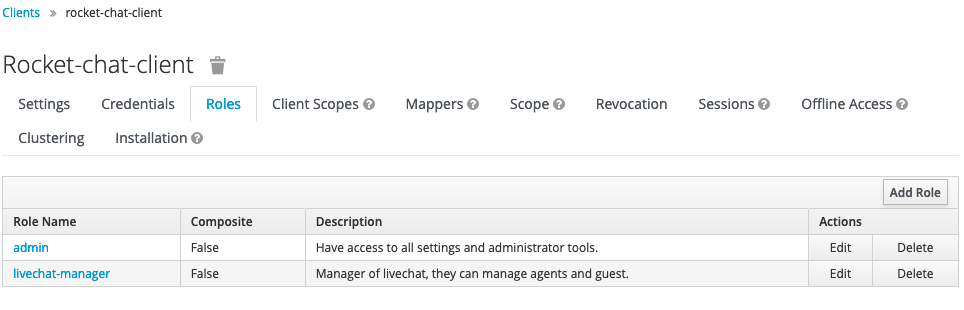 Clients » rocket-chat-client
Rocket-chat-client
Settings Credentials Roles Client Scopes ? Mappers ? Scope ? Revocation Sessions ? Offline Access ?
Clustering Installation ?
Add Role
Role Name Composite Description Actions
admin False Have access to all settings and administrator tools. Edit Delete
livechat-manager False Manager of livechat, they can manage agents and guest. Edit Delete